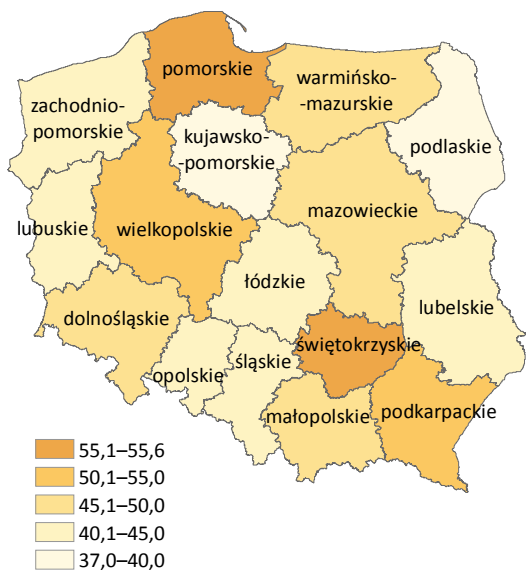 pomorskie
warmińsko-
-mazurskie
zachodnio-
pomorskie
kujawsko-
-pomorskie
podlaskie
mazowieckie
lubuskie
wielkopolskie
łódzkie
lubelskie
dolnośląskie
świętokrzyskie
opolskie
śląskie
małopolskie
podkarpackie
55,1–55,6
50,1–55,0
45,1–50,0
40,1–45,0
37,0–40,0